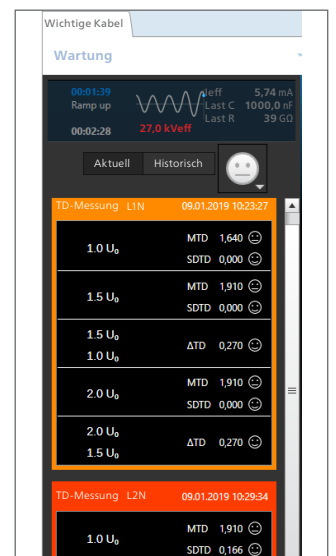 Wichtige Kabel
Wartung
00:01:39
Ramp up
00:02:28
27,0 kVeff
Ieff 5,74 mA
Last C 1000,0 nF
Last R 39 GΩ
Aktuell Historisch
TD-Messung L1N 09.01.2019 10:23:27
1.0 U₀
MTD 1,640
SDTD 0,000
1.5 U₀
MTD 1,910
SDTD 0,000
1.5 U₀
1.0 U₀
ΔTD 0,270
2.0 U₀
MTD 1,910
SDTD 0,000
2.0 U₀
1.5 U₀
ΔTD 0,270
TD-Messung L2N 09.01.2019 10:29:34
1.0 U₀
MTD 1,910
SDTD 0,166